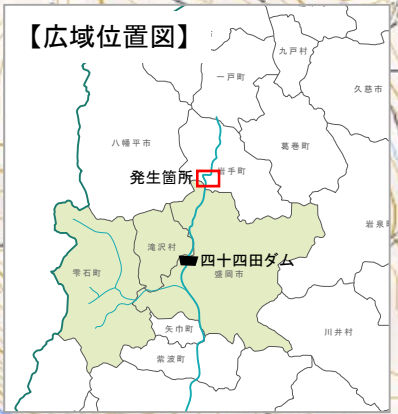 【広域位置図】
九戸村
一戸町
久慈市
八幡平市
葛巻町
発生箇所
岩手町
岩泉
滝沢村
四十四田ダム
雫石町
盛岡市
矢巾町
川井村
紫波町